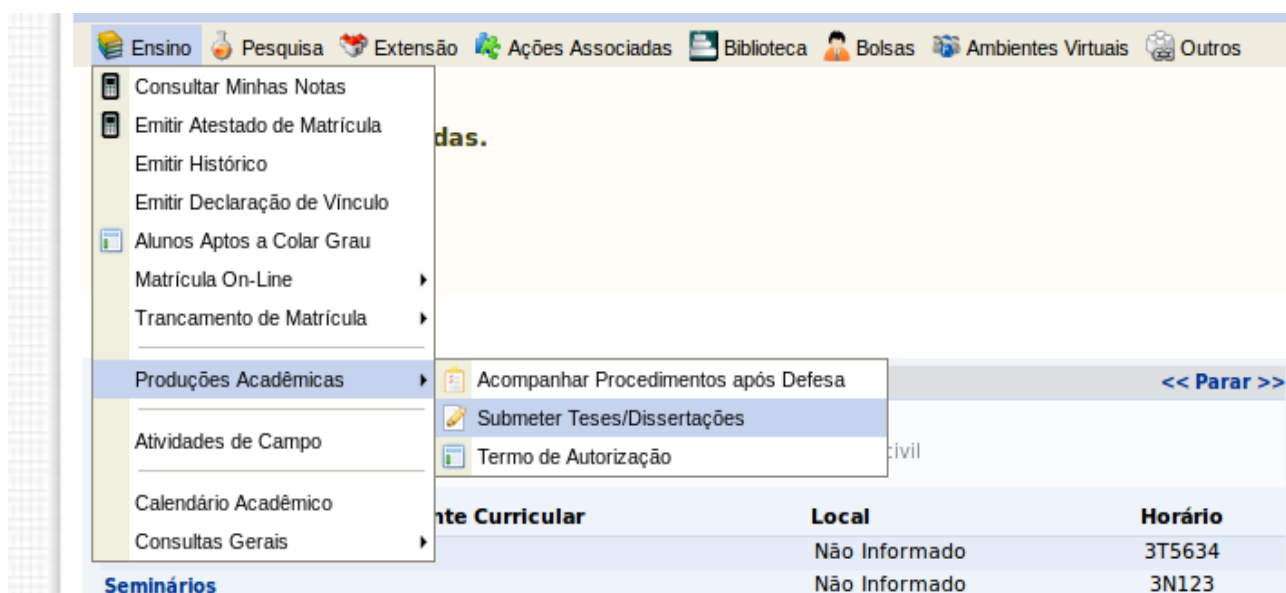 Ensino Pesquisa Extensão Ações Associadas Biblioteca Bolsas Ambientes Virtuais Outros
Consultar Minhas Notas
Emitir Atestado de Matrícula
das.
Emitir Histórico
Emitir Declaração de Vínculo
Alunos Aptos a Colar Grau
Matrícula On-Line
Trancamento de Matrícula
Produções Acadêmicas
Acompanhar Procedimentos após Defesa
<< Parar >>
Submeter Teses/Dissertações
Atividades de Campo
civil
Termo de Autorização
Calendário Acadêmico
nte Curricular Local Horário
Consultas Gerais
Não Informado 3T5634
Seminários Não Informado 3N123